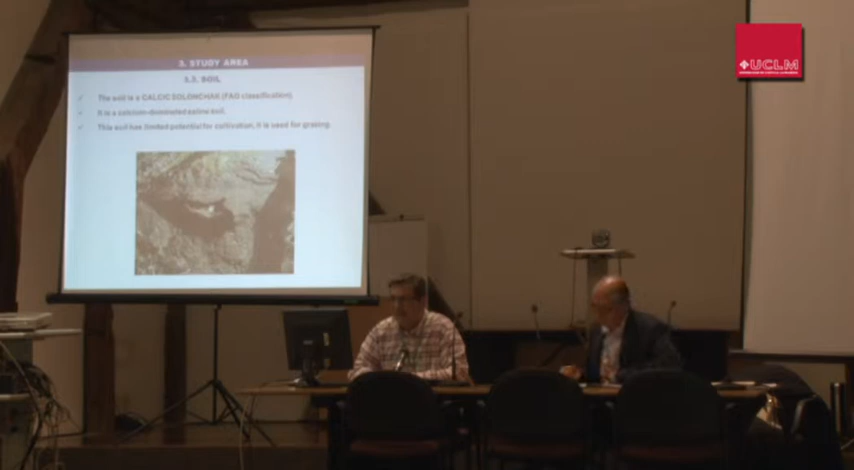 3. STUDY AREA
3.3. SOIL
The soil is a CALCIC SOLONCHAK (FAO classification)
It is a calcium-dominated saline soil.
This soil has limited potential for cultivation, it is used for grazing.
UCLM